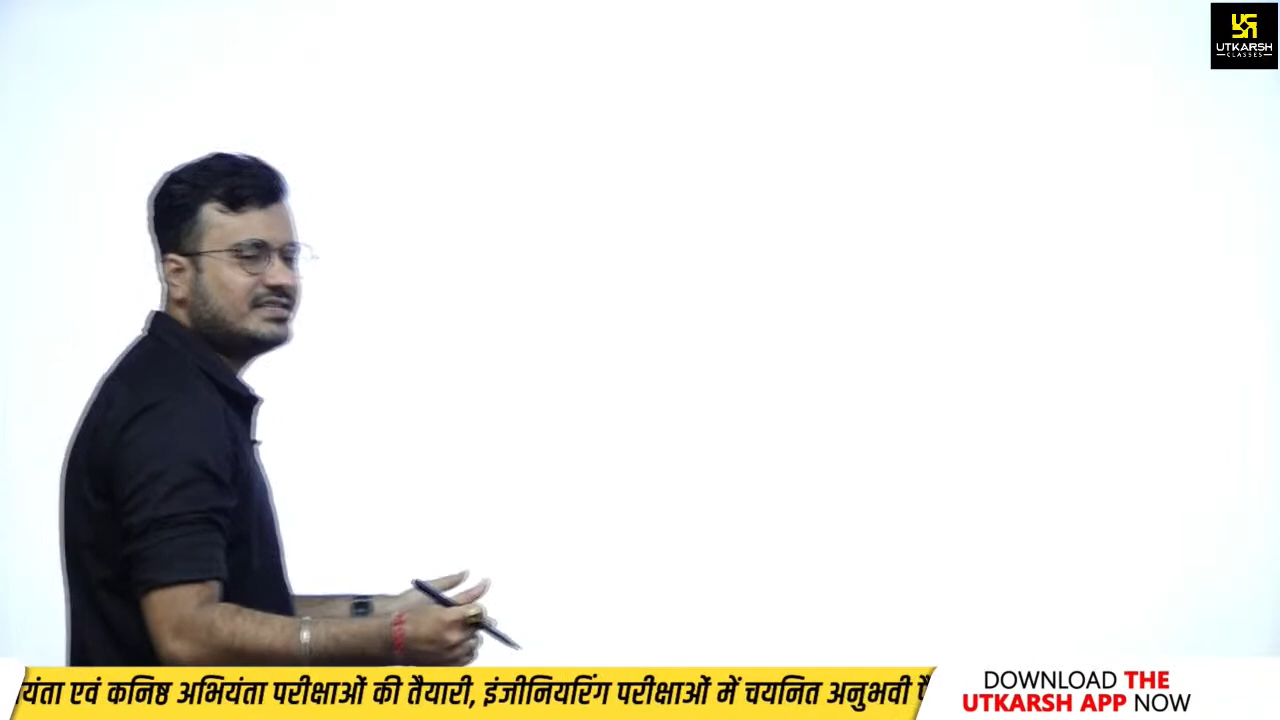 UTKARSH
CLASSES
एवं कनिष्ठ अभियंता परीक्षाओं की तैयारी, इंजीनियरिंग परीक्षाओं में चयनित अनुभवी
DOWNLOAD THE
UTKARSH APP NOW